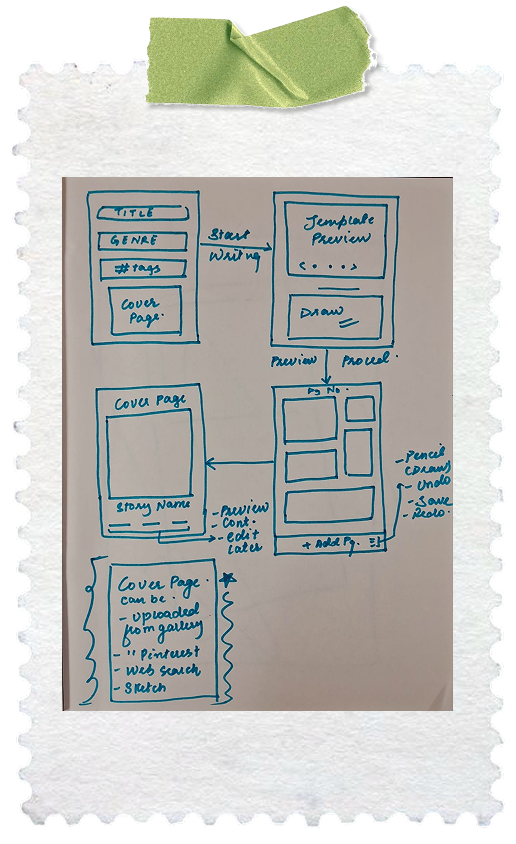 TITLE
GENRE
#tags
Cover
Page.
Start
Writing
Template
Preview
Draw
Preview Proceed.
Pg No.
+ Add Pg.
- Pencil
(Draw)
- Undo
- Save
- Redo.
Cover Page
Story Name
- Preview
- Cont.
- edit
later
Cover Page.
can be.
- Uploaded
from gallery
- " Pinterest
- Web search
- Sketch